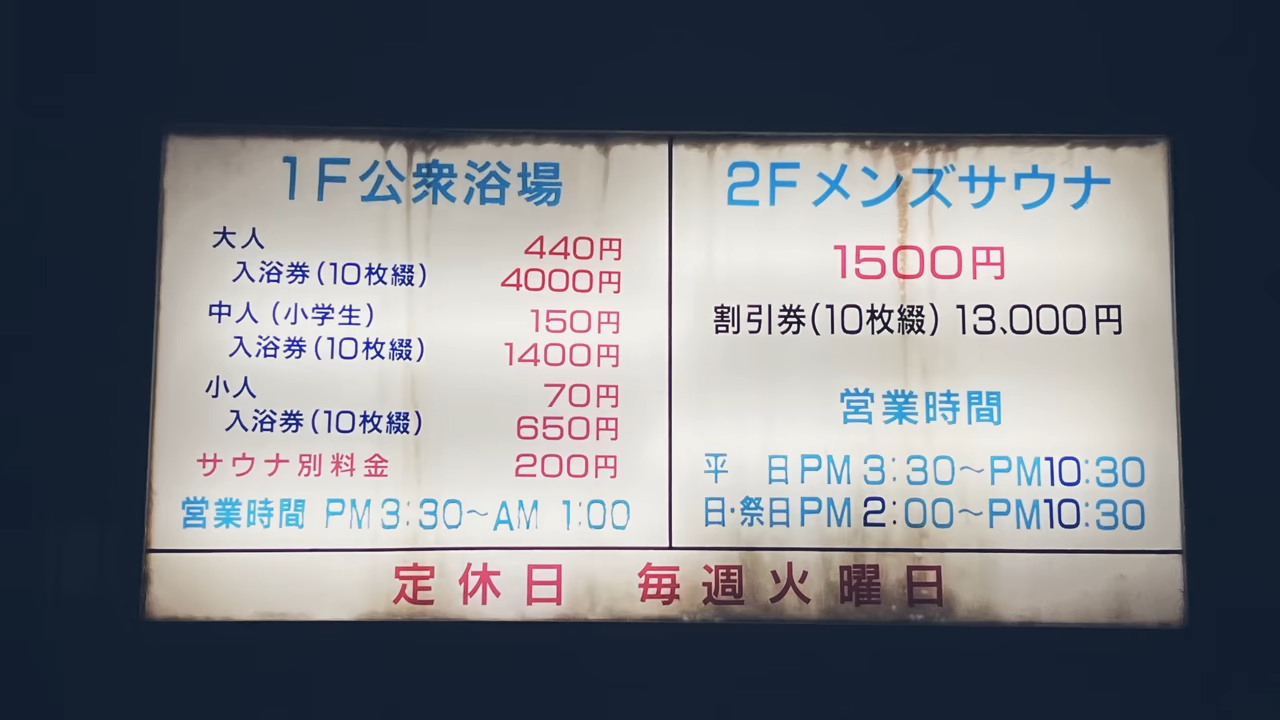 1F公衆浴場
大人 440円
入浴券(10枚綴) 4000円
中人(小学生) 150円
入浴券(10枚綴) 1400円
小人 70円
入浴券(10枚綴) 650円
サウナ別料金 200円
営業時間 PM3:30~AM 1:00
2Fメンズサウナ
1500円
割引券(10枚綴) 13、000円
営業時間
平 日PM 3:30~PM10:30
日・祭日PM 2:00~PM10:30
定休日 毎週火曜日